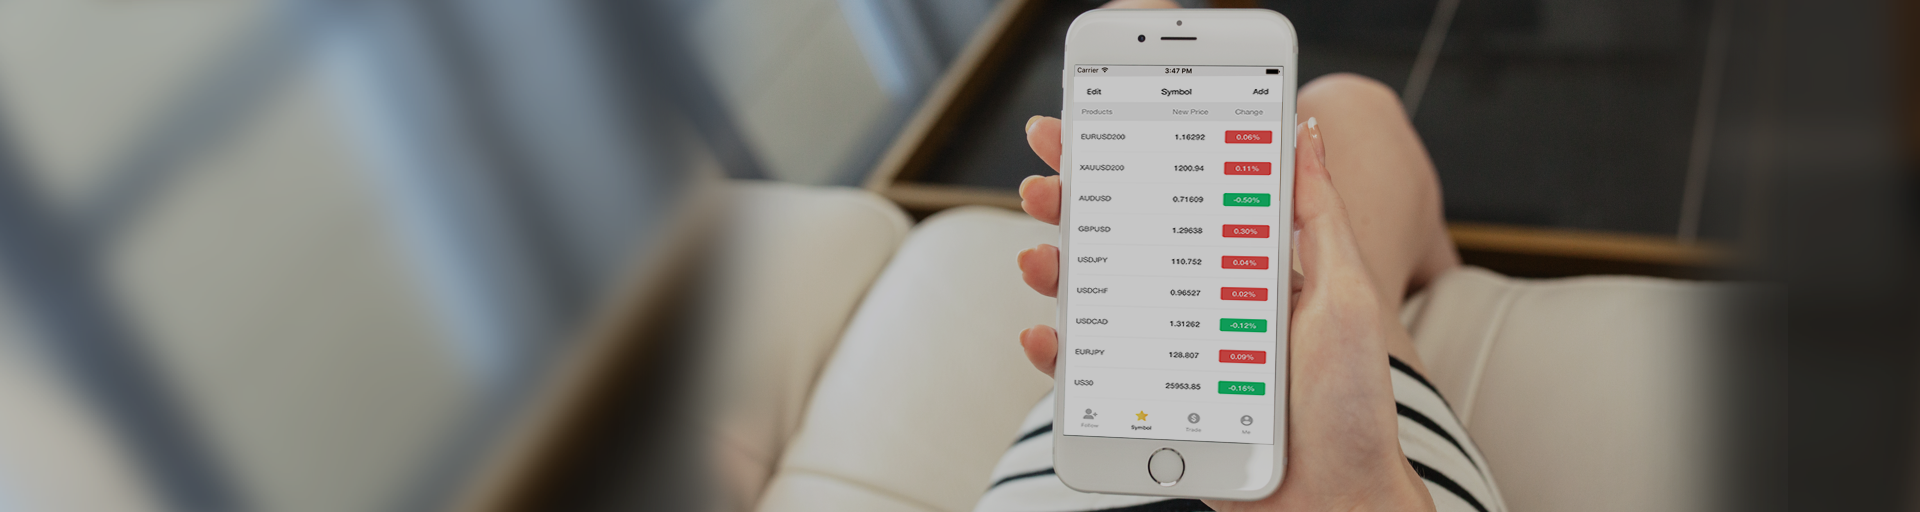 Carrier 3:47 PM
Edit Symbol Add
Products New Price Change
EURUSD200 1.16292 0.06%
XAUUSD200 1200.94 0.11%
AUDUSD 0.71609 -0.50%
GBPUSD 1.29638 0.30%
USDJPY 110.752 0.04%
USDCHF 0.96527 0.02%
USDCAD 1.31262 -0.12%
EURJPY 128.807 0.09%
US30 25953.85 -0.16%
Follow Symbol Trade Me